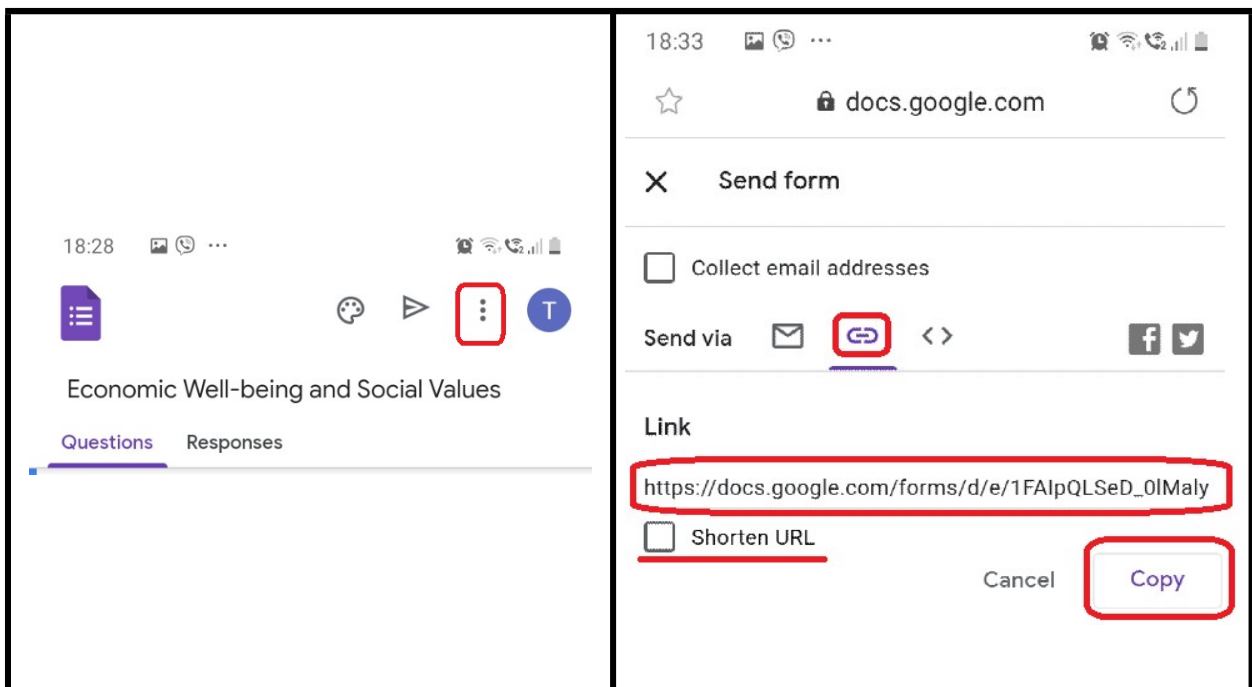 18:28
T
Economic Well-being and Social Values
Questions Responses
18:33
docs.google.com
Send form
Collect email addresses
Send via
Link
https://docs.google.com/forms/d/e/1FAIpQLSeD_0lMaly
Shorten URL
Cancel Copy